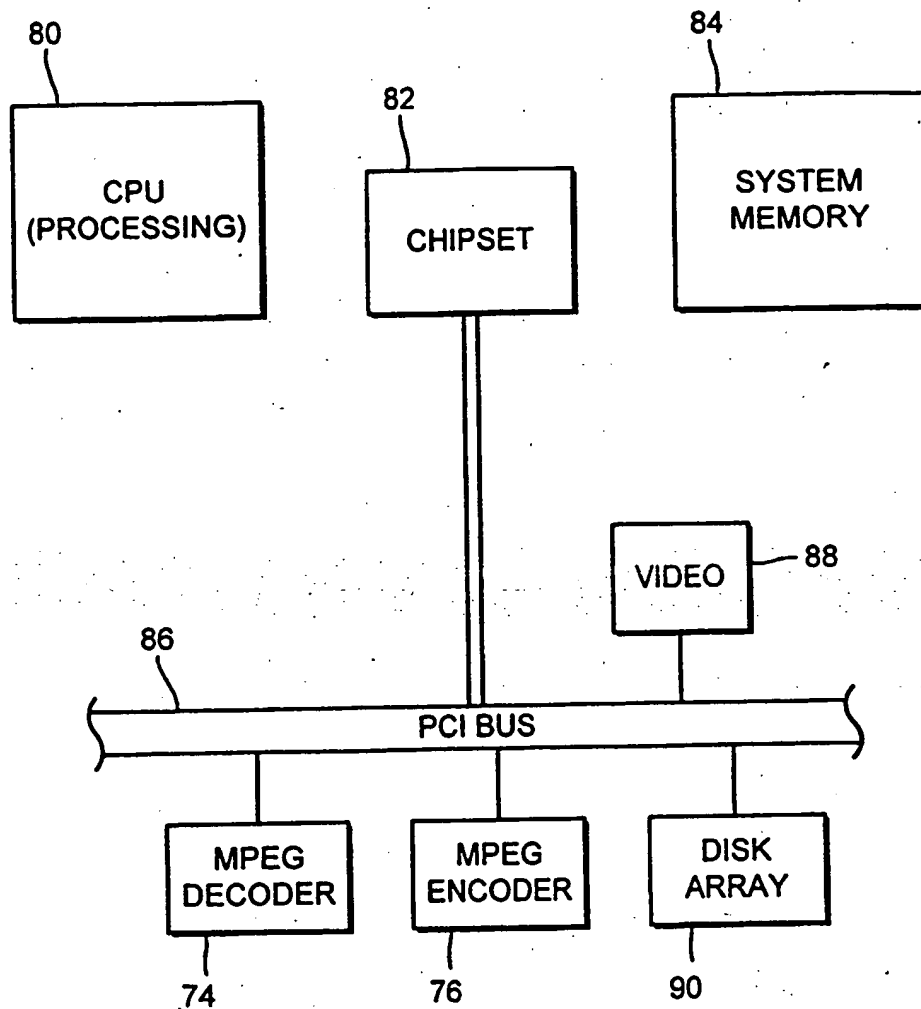 80
84
82
CPU
(PROCESSING)
CHIPSET
SYSTEM
MEMORY
VIDEO
88
86
PCI BUS
MPEG
DECODER
MPEG
ENCODER
DISK
ARRAY
74
76
90